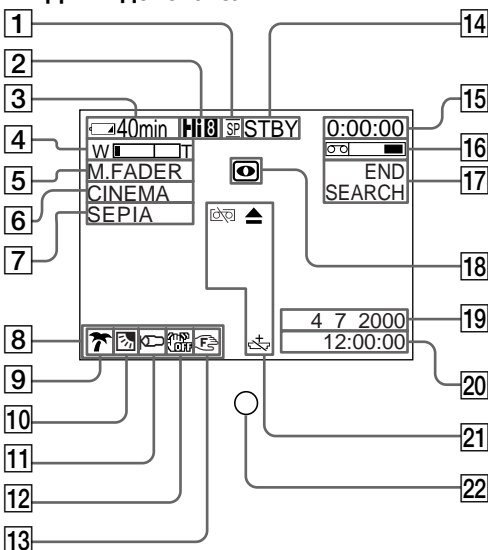 1 14
2
3 15
40min Hi8 SP STBY 0:00:00
4 W T 16
5 M.FADER END 17
6 CINEMA SEARCH
7 SEPIA
18
4 7 2000 19
8 12:00:00 20
OFF F
9
10 21
11
12 22
13